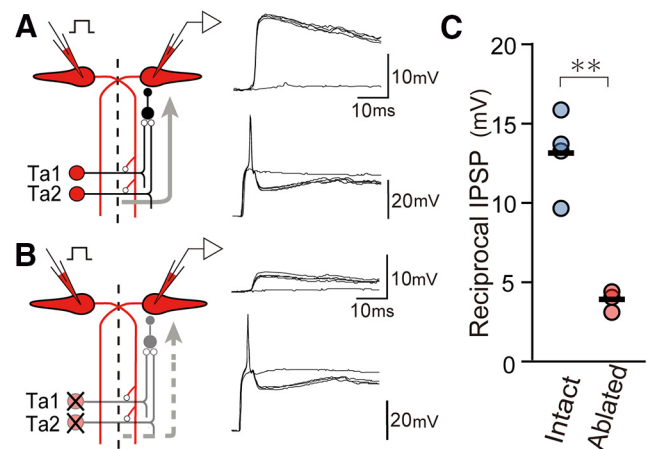 A
10mV
10ms
Ta1
Ta2
20mV
B
10mV
10ms
Ta1
Ta2
20mV
C
Reciprocal IPSP (mV)
20
15
10
5
0
**
Intact
Ablated